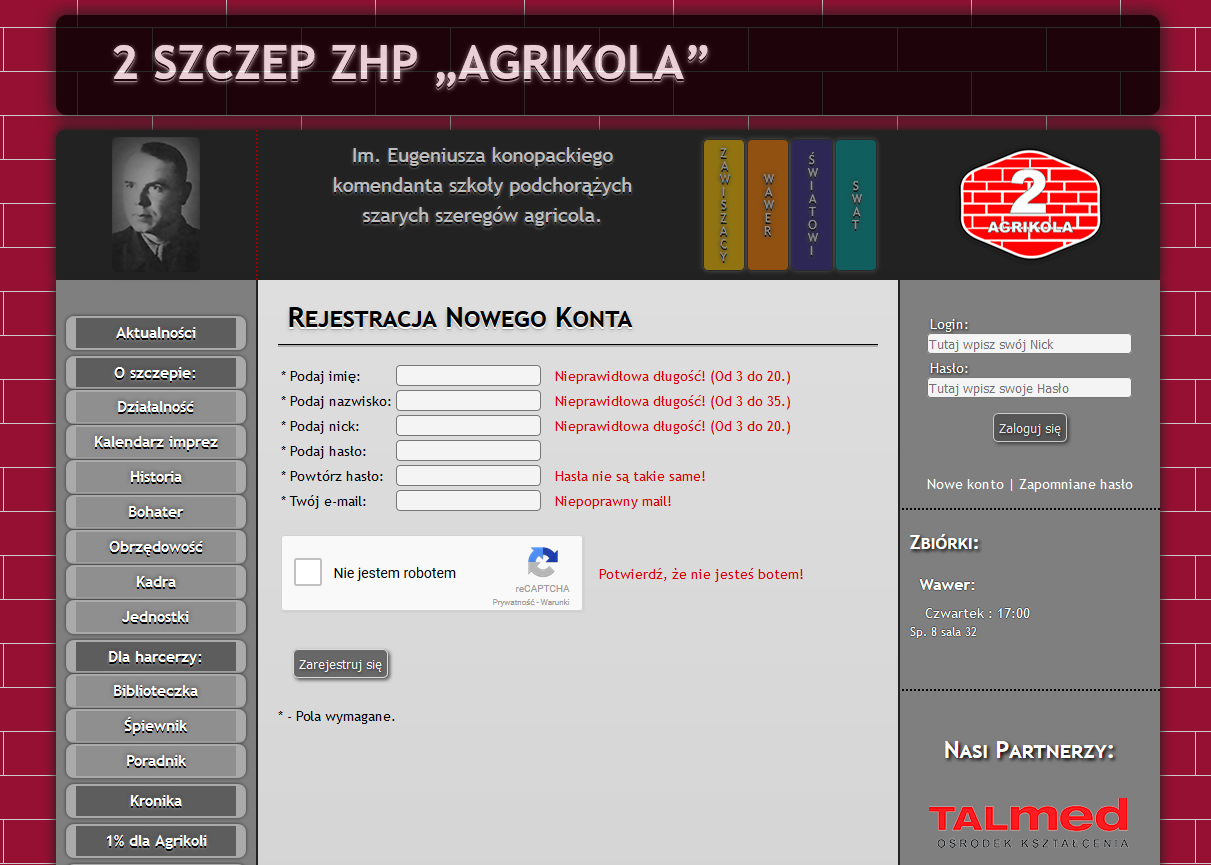 2 SZCZEP ZHP „AGRIKOLA”
Im. Eugeniusza konopackiego
komendanta szkoły podchorążych
szarych szeregów agricola.
ZAWISZACY
WAWER
ŚWIATOWI
SWAT
2
AGRIKOLA
Aktualności
O szczepie:
Działalność
Kalendarz imprez
Historia
Bohater
Obrzędowość
Kadra
Jednostki
Dla harcerzy:
Biblioteczka
Śpiewnik
Poradnik
Kronika
1% dla Agrikoli
Rejestracja Nowego Konta
* Podaj imię: Nieprawidłowa długość! (Od 3 do 20.)
* Podaj nazwisko: Nieprawidłowa długość! (Od 3 do 35.)
* Podaj nick: Nieprawidłowa długość! (Od 3 do 20.)
* Podaj hasło:
* Powtórz hasło: Hasła nie są takie same!
* Twój e-mail: Niepoprawny mail!
Nie jestem robotem
reCAPTCHA
Prywatność - Warunki
Potwierdź, że nie jesteś botem!
Zarejestruj się
* - Pola wymagane.
Login:
Tutaj wpisz swój Nick
Hasło:
Tutaj wpisz swoje Hasło
Zaloguj się
Nowe konto | Zapomniane hasło
Zbiórki:
Wawer:
Czwartek : 17:00
Sp. 8 sala 32
Nasi Partnerzy:
TALmed
OŚRODEK KSZTAŁCENIA